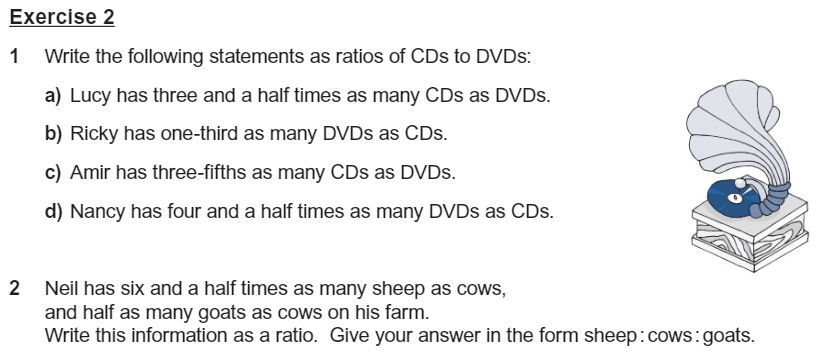 Exercise 2
1 Write the following statements as ratios of CDs to DVDs:
a) Lucy has three and a half times as many CDs as DVDs.
b) Ricky has one-third as many DVDs as CDs.
c) Amir has three-fifths as many CDs as DVDs.
d) Nancy has four and a half times as many DVDs as CDs.
2 Neil has six and a half times as many sheep as cows,
and half as many goats as cows on his farm.
Write this information as a ratio. Give your answer in the form sheep:cows:goats.